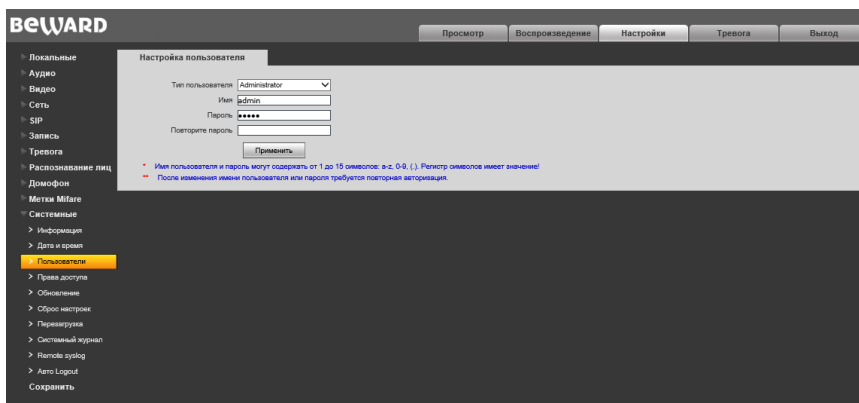 BEWARD
Просмотр
Воспроизведение
Настройки
Тревога
Выход
Локальные
Аудио
Видео
Сеть
SIP
Запись
Тревога
Распознавание лиц
Домофон
Метки Mifare
Системные
Информация
Дата и время
Пользователи
Права доступа
Обновление
Сброс настроек
Перезагрузка
Системный журнал
Remote syslog
Авто Logout
Сохранить
Настройка пользователя
Тип пользователя Administrator
Имя admin
Пароль •••••
Повторите пароль
Применить
* Имя пользователя и пароль могут содержать от 1 до 15 символов: a-z, 0-9, (.). Регистр символов имеет значение!
** После изменения имени пользователя или пароля требуется повторная авторизация.